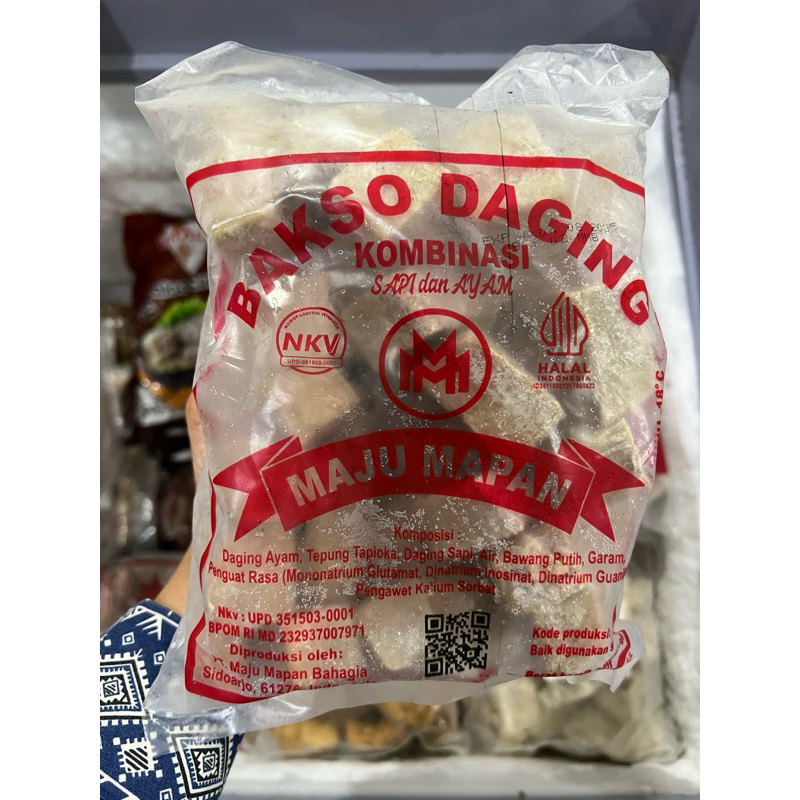 BAKSO DAGING
KOMBINASI
SAPI dan AYAM
NKV
UPD-351503-0001
MM
HALAL
INDONESIA
MAJU MAPAN
Komposisi :
Daging Ayam, Tepung Tapioka, Daging Sapi, Air, Bawang Putih, Garam,
Penguat Rasa (Mononatrium Glutamat, Dinatrium Inosinat, Dinatrium
Pengawet Kalium Sorbat
Nkv : UPD 351503-0001
BPOM RI MD 232937007971
Diproduksi oleh:
Maju Mapan Bahagia
Sidoarjo,
Kode produksi
Baik digunakan